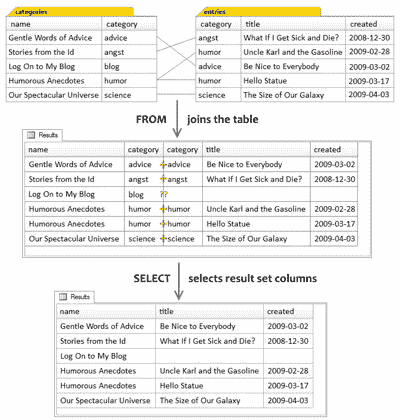 categories
entries
name category
category title created
Gentle Words of Advice advice
angst What If I Get Sick and Die? 2008-12-30
Stories from the Id angst
humor Uncle Karl and the Gasoline 2009-02-28
Log On to My Blog blog
advice Be Nice to Everybody 2009-03-02
Humorous Anecdotes humor
humor Hello Statue 2009-03-17
Our Spectacular Universe science
science The Size of Our Galaxy 2009-04-03
FROM joins the table
Results
name category category title created
Gentle Words of Advice advice advice Be Nice to Everybody 2009-03-02
Stories from the Id angst angst What If I Get Sick and Die? 2008-12-30
Log On to My Blog blog ??
Humorous Anecdotes humor humor Uncle Karl and the Gasoline 2009-02-28
Humorous Anecdotes humor humor Hello Statue 2009-03-17
Our Spectacular Universe science science The Size of Our Galaxy 2009-04-03
SELECT selects result set columns
Results
name title created
Gentle Words of Advice Be Nice to Everybody 2009-03-02
Stories from the Id What If I Get Sick and Die? 2008-12-30
Log On to My Blog
Humorous Anecdotes Uncle Karl and the Gasoline 2009-02-28
Humorous Anecdotes Hello Statue 2009-03-17
Our Spectacular Universe The Size of Our Galaxy 2009-04-03